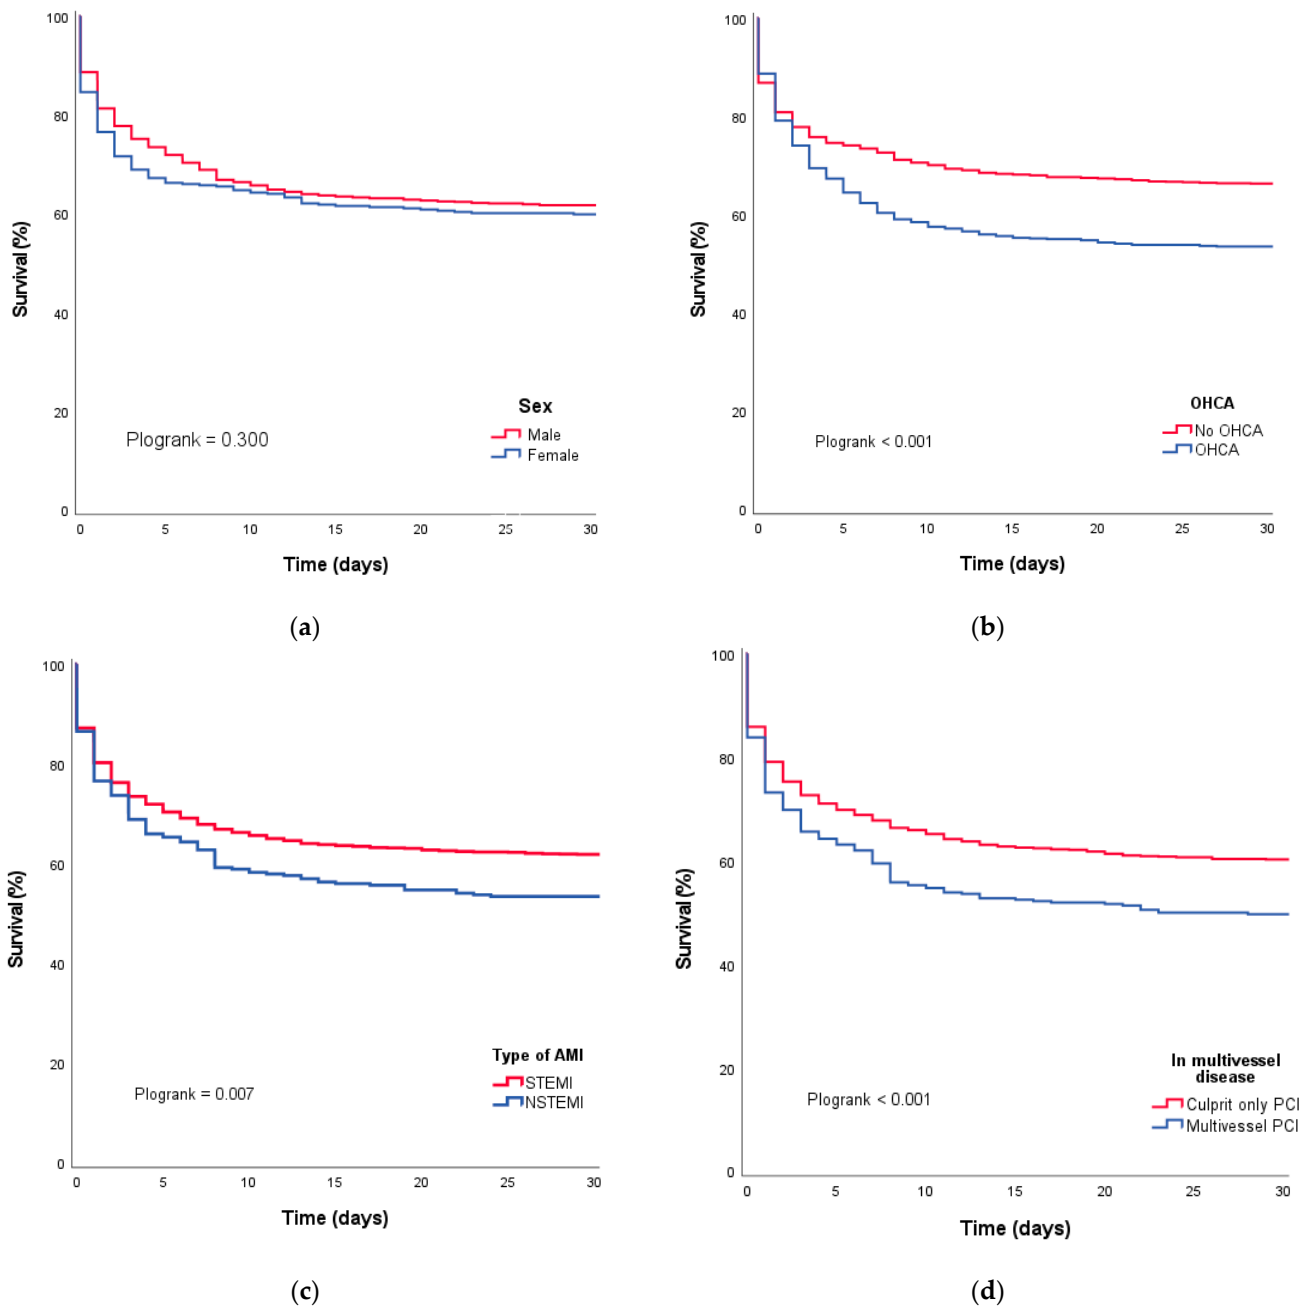 100
80
60
40
20
0
Survival (%)
Sex
Male
Female
Plogrank = 0.300
0 5 10 15 20 25 30
Time (days)
(a)
100
80
60
40
20
0
Survival (%)
OHCA
No OHCA
OHCA
Plogrank < 0.001
0 5 10 15 20 25 30
Time (days)
(b)
100
80
60
40
20
0
Survival (%)
Type of AMI
STEMI
NSTEMI
Plogrank = 0.007
0 5 10 15 20 25 30
Time (days)
(c)
100
80
60
40
20
0
Survival (%)
In multivessel
disease
Culprit only PCI
Multivessel PCI
Plogrank < 0.001
0 5 10 15 20 25 30
Time (days)
(d)